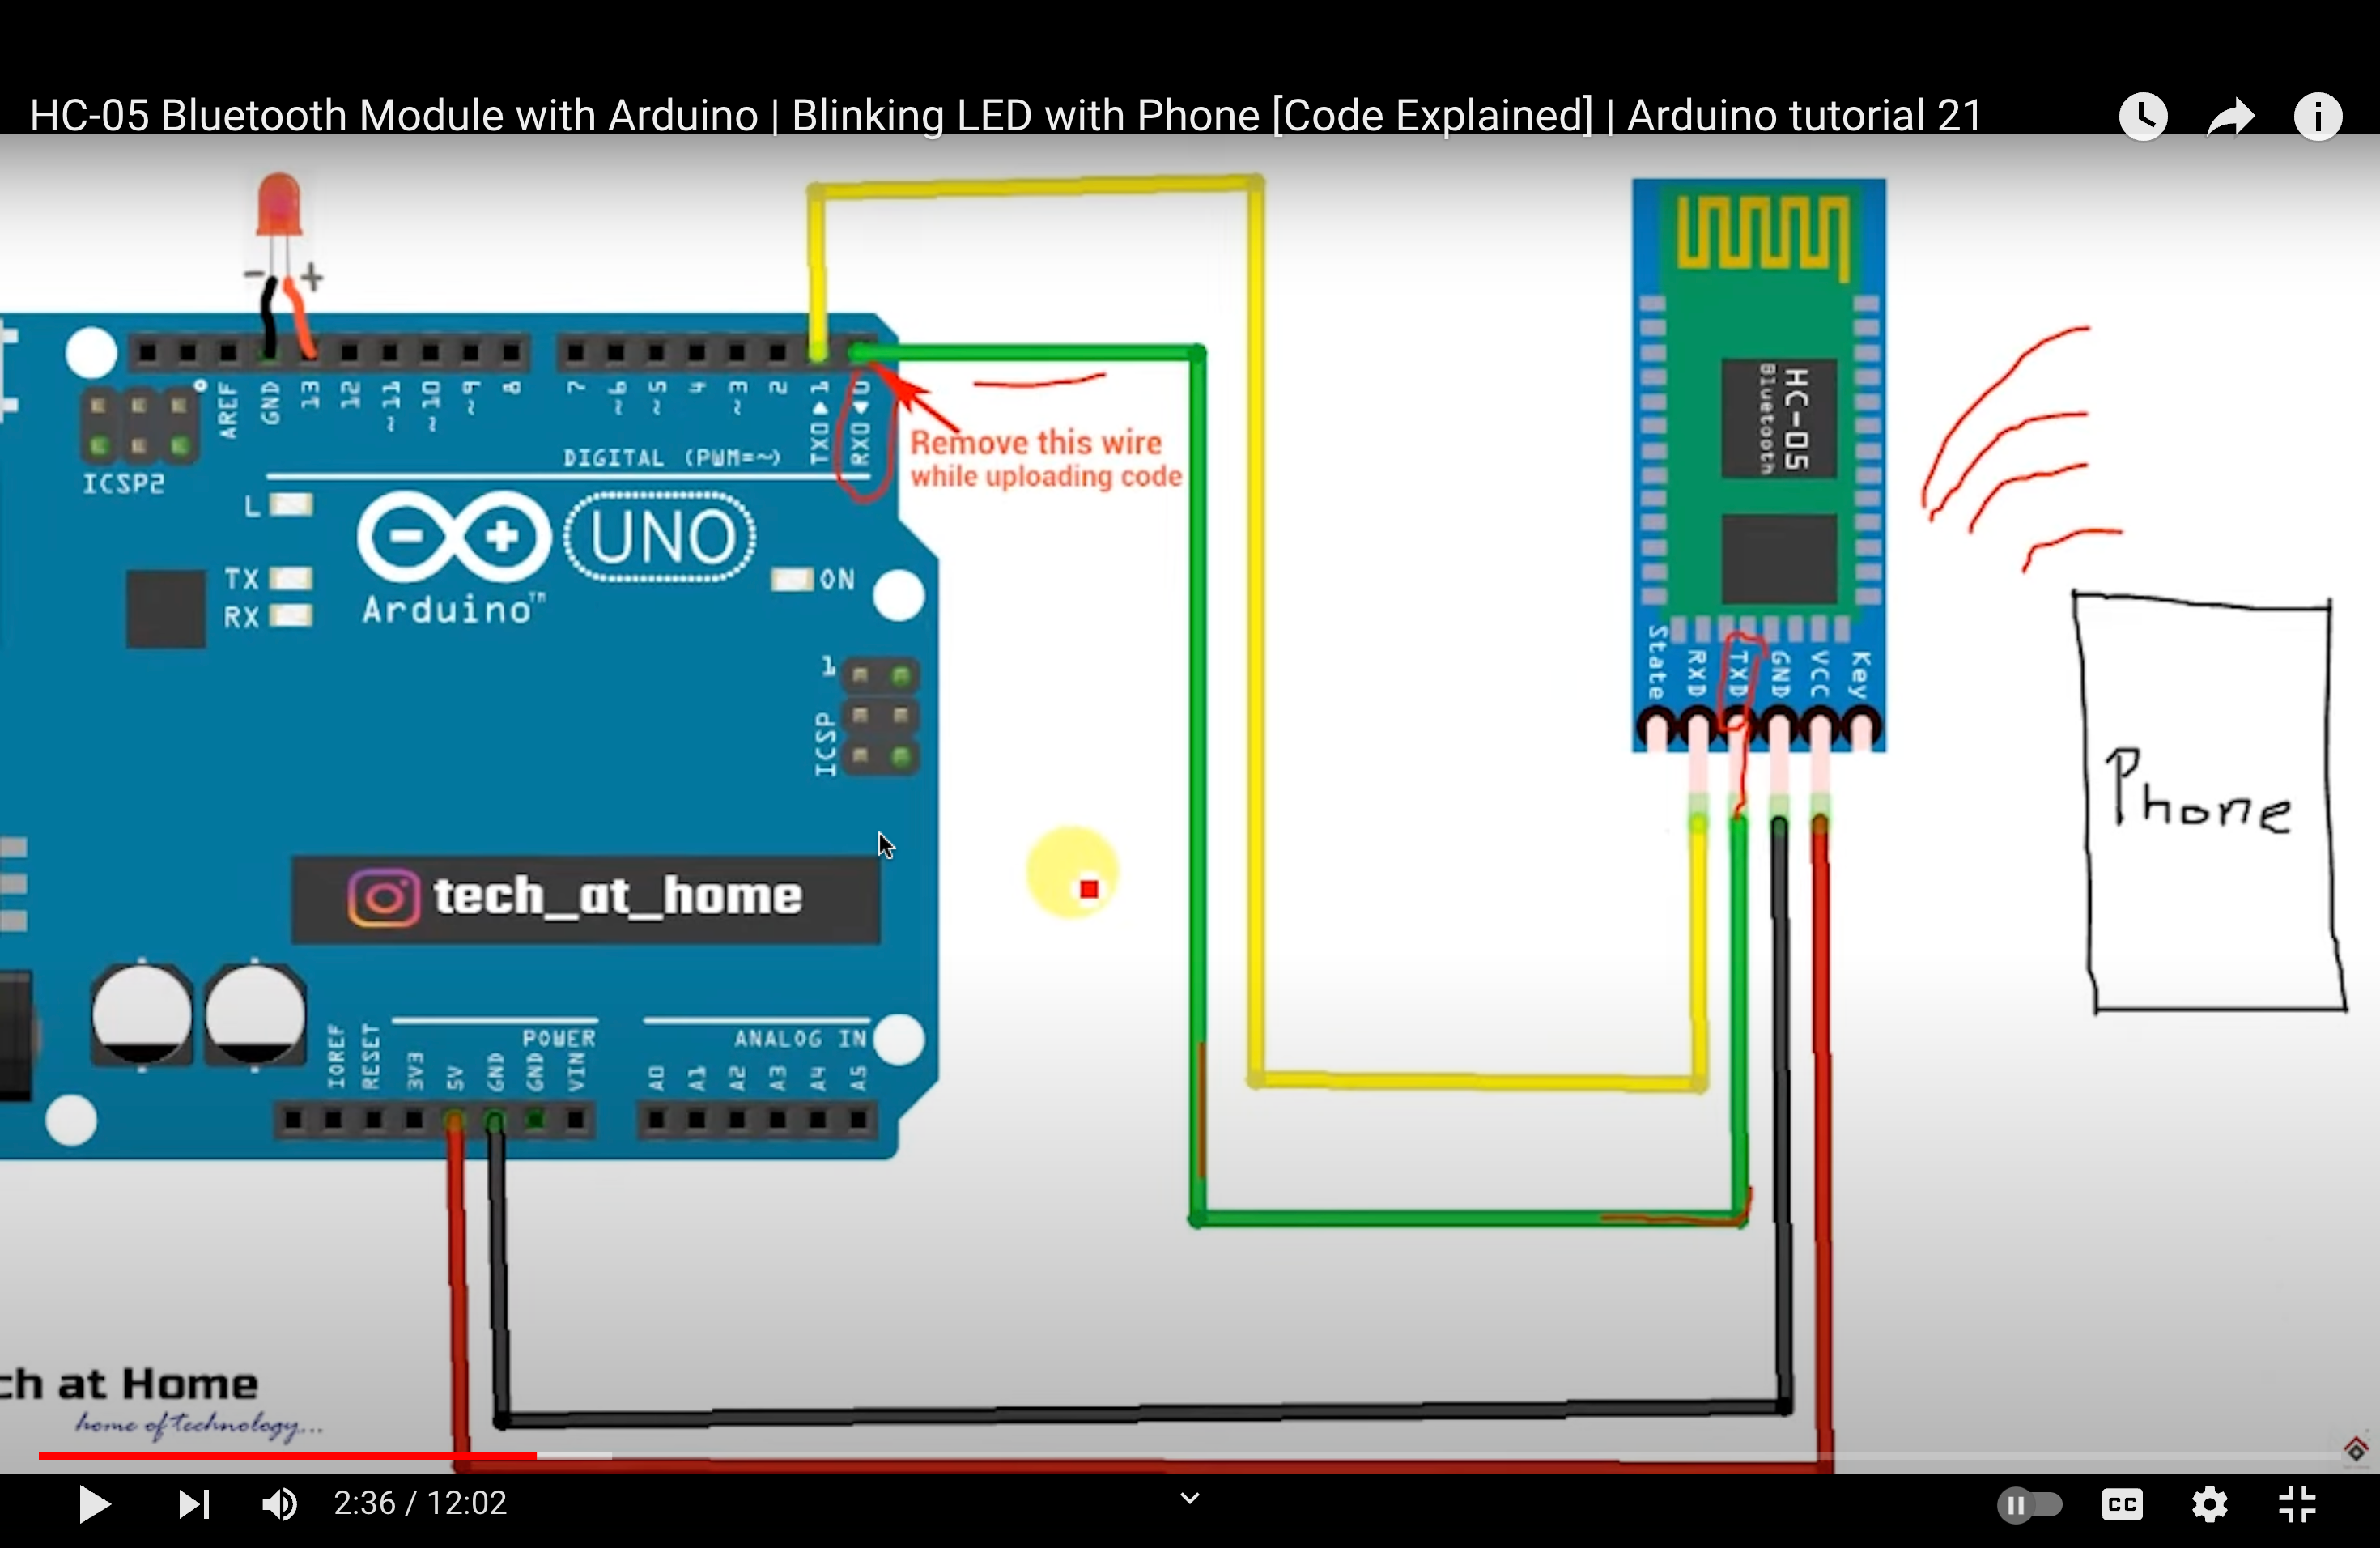 HC-05 Bluetooth Module with Arduino | Blinking LED with Phone [Code Explained] | Arduino tutorial 21
- +
AREF
GND
13
12
~11
~10
~9
8
7
~6
~5
4
~3
2
TX0 1
RX0 0
DIGITAL (PWM=~)
Remove this wire
while uploading code
ICSP2
L
TX
RX
UNO
Arduino™
ON
1
ICSP
HC-05
Bluetooth
State
RXD
TXD
GND
VCC
Key
Phone
tech_at_home
POWER
ANALOG IN
IOREF
RESET
3V3
5V
GND
GND
VIN
A0
A1
A2
A3
A4
A5
ch at Home
home of technology...
2:36 / 12:02
CC